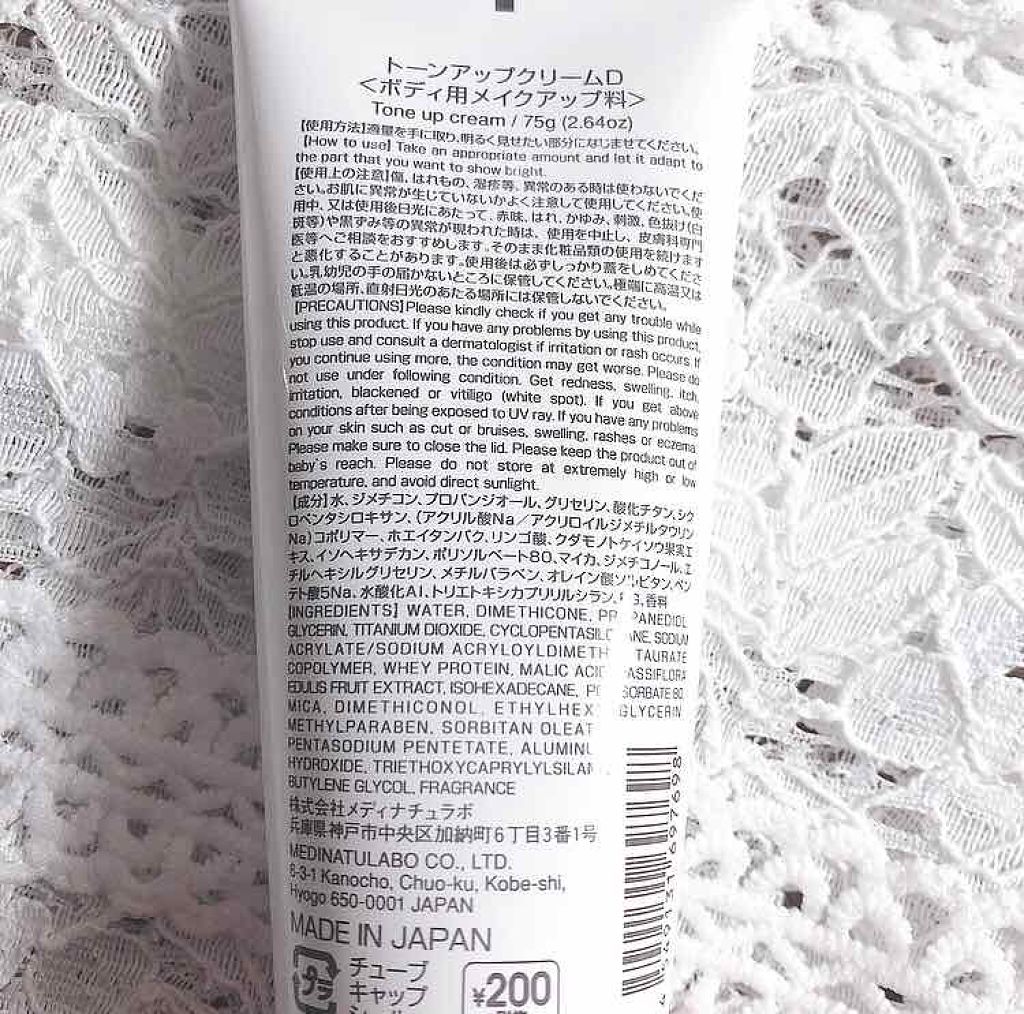 トーンアップクリームD
<ボディ用メイクアップ料>
Tone up cream / 75g (2.64oz)
【使用方法】適量を手に取り、明るく見せたい部分になじませてください。
【How to use】Take an appropriate amount and let it adapt to
the part that you want to show bright.
【使用上の注意】傷、はれもの、湿疹等、異常のある時は使わないでくだ
さい。お肌に異常が生じていないかよく注意して使用してください。使
用中、又は使用後日光にあたって、赤味、はれ、かゆみ、刺激、色抜け(白
斑等)や黒ずみ等の異常が現われた時は、使用を中止し、皮膚科専門
医等へご相談をおすすめします。そのまま化粧品類の使用を続けます
と悪化することがあります。使用後は必ずしっかり蓋をしめてくださ
い。乳幼児の手の届かないところに保管してください。極端に高温又は
低温の場所、直射日光のあたる場所には保管しないでください。
【PRECAUTIONS】Please kindly check if you get any trouble while
using this product. If you have any problems by using this product,
stop use and consult a dermatologist if irritation or rash occurs. If
you continue using more, the condition may get worse. Please do
not use under following condition. Get redness, swelling, itch,
irritation, blackened or vitiligo (white spot). If you get above
conditions after being exposed to UV ray. If you have any problems
on your skin such as cut or bruises, swelling, rashes or eczema.
Please make sure to close the lid. Please keep the product out of
baby's reach. Please do not store at extremely high or low
temperature, and avoid direct sunlight.
【成分】水、ジメチコン、プロパンジオール、グリセリン、酸化チタン、シク
ロペンタシロキサン、(アクリル酸Na/アクリロイルジメチルタウリン
Na)コポリマー、ホエイタンパク、リンゴ酸、クダモノトケイソウ果実エ
キス、イソヘキサデカン、ポリソルベート80、マイカ、ジメチコノール、エ
チルヘキシルグリセリン、メチルパラベン、オレイン酸ソルビタン、ペン
テト酸5Na、水酸化Al、トリエトキシカプリリルシラン、 G、香料
【INGREDIENTS】WATER, DIMETHICONE, PR PANEDIOL,
GLYCERIN, TITANIUM DIOXIDE, CYCLOPENTASILO ANE, SODIUM
ACRYLATE/SODIUM ACRYLOYLDIMETH TAURATE
COPOLYMER, WHEY PROTEIN, MALIC ACID ASSIFLORA
EDULIS FRUIT EXTRACT, ISOHEXADECANE, PO SORBATE 80,
MICA, DIMETHICONOL, ETHYLHEX GLYCERIN,
METHYLPARABEN, SORBITAN OLEAT
PENTASODIUM PENTETATE, ALUMINU
HYDROXIDE, TRIETHOXYCAPRYLYLSILAN
BUTYLENE GLYCOL, FRAGRANCE
株式会社メディナチュラボ
兵庫県神戸市中央区加納町6丁目3番1号
MEDINATULABO CO., LTD.
6-3-1 Kanocho, Chuo-ku, Kobe-shi,
Hyogo 650-0001 JAPAN
MADE IN JAPAN
プラ
チューブ
キャップ
¥200